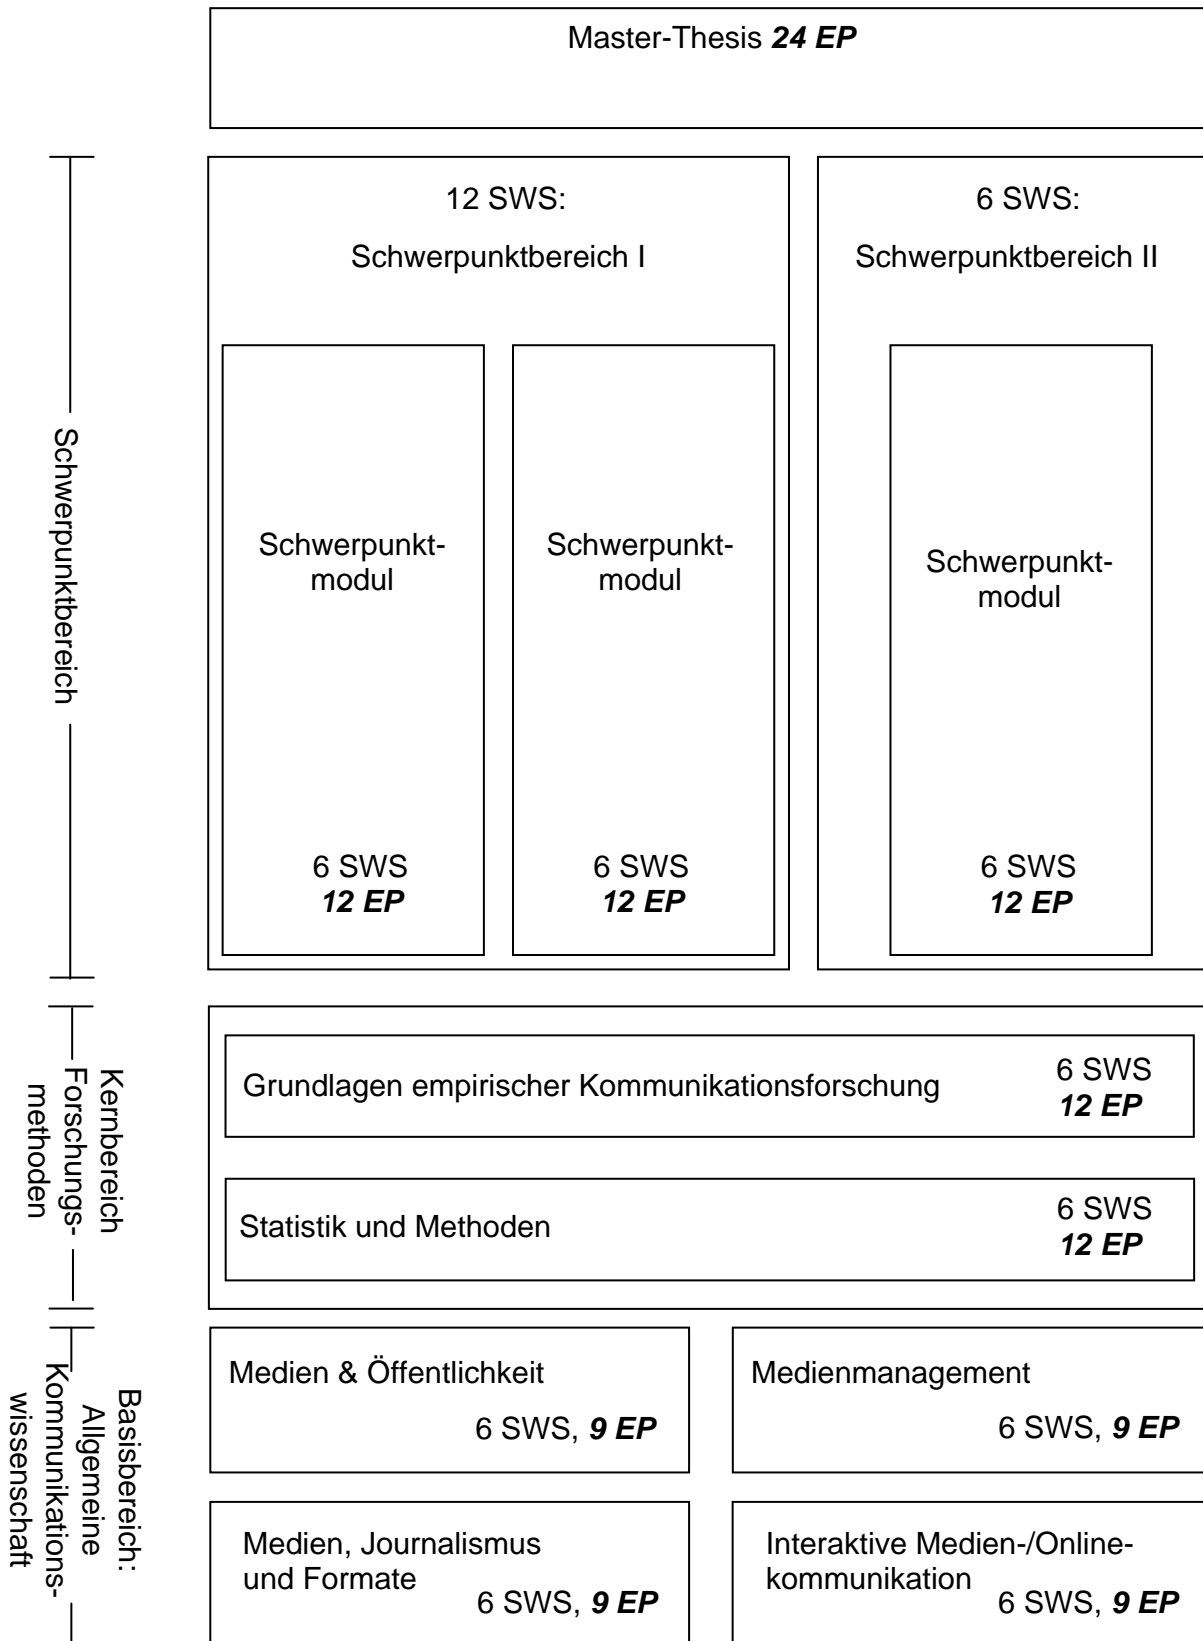 Master-Thesis 24 EP
12 SWS:
Schwerpunktbereich I
6 SWS:
Schwerpunktbereich II
Schwerpunktbereich
Schwerpunkt-
modul
6 SWS
12 EP
Schwerpunkt-
modul
6 SWS
12 EP
Schwerpunkt-
modul
6 SWS
12 EP
Kernbereich
Forschungs-
methoden
Grundlagen empirischer Kommunikationsforschung
6 SWS
12 EP
Statistik und Methoden
6 SWS
12 EP
Basisbereich:
Allgemeine
Kommunikations-
wissenschaft
Medien & Öffentlichkeit
6 SWS, 9 EP
Medienmanagement
6 SWS, 9 EP
Medien, Journalismus
und Formate
6 SWS, 9 EP
Interaktive Medien-/Online-
kommunikation
6 SWS, 9 EP